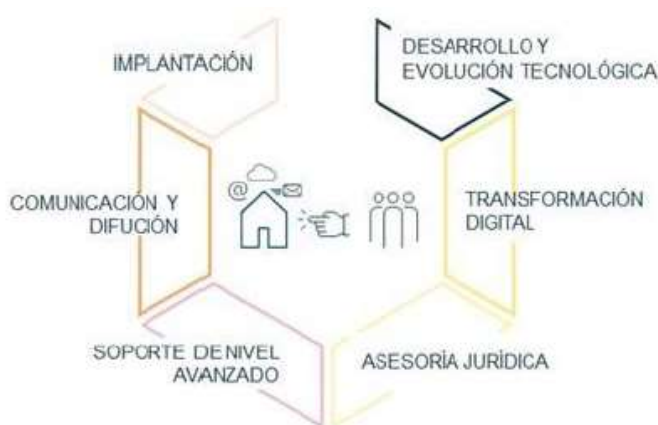 IMPLANTACIÓN
DESARROLLO Y
EVOLUCIÓN TECNOLÓGICA
COMUNICACIÓN Y
DIFUCIÓN
@
TRANSFORMACIÓN
DIGITAL
SOPORTE DE NIVEL
AVANZADO
ASESORÍA JURÍDICA